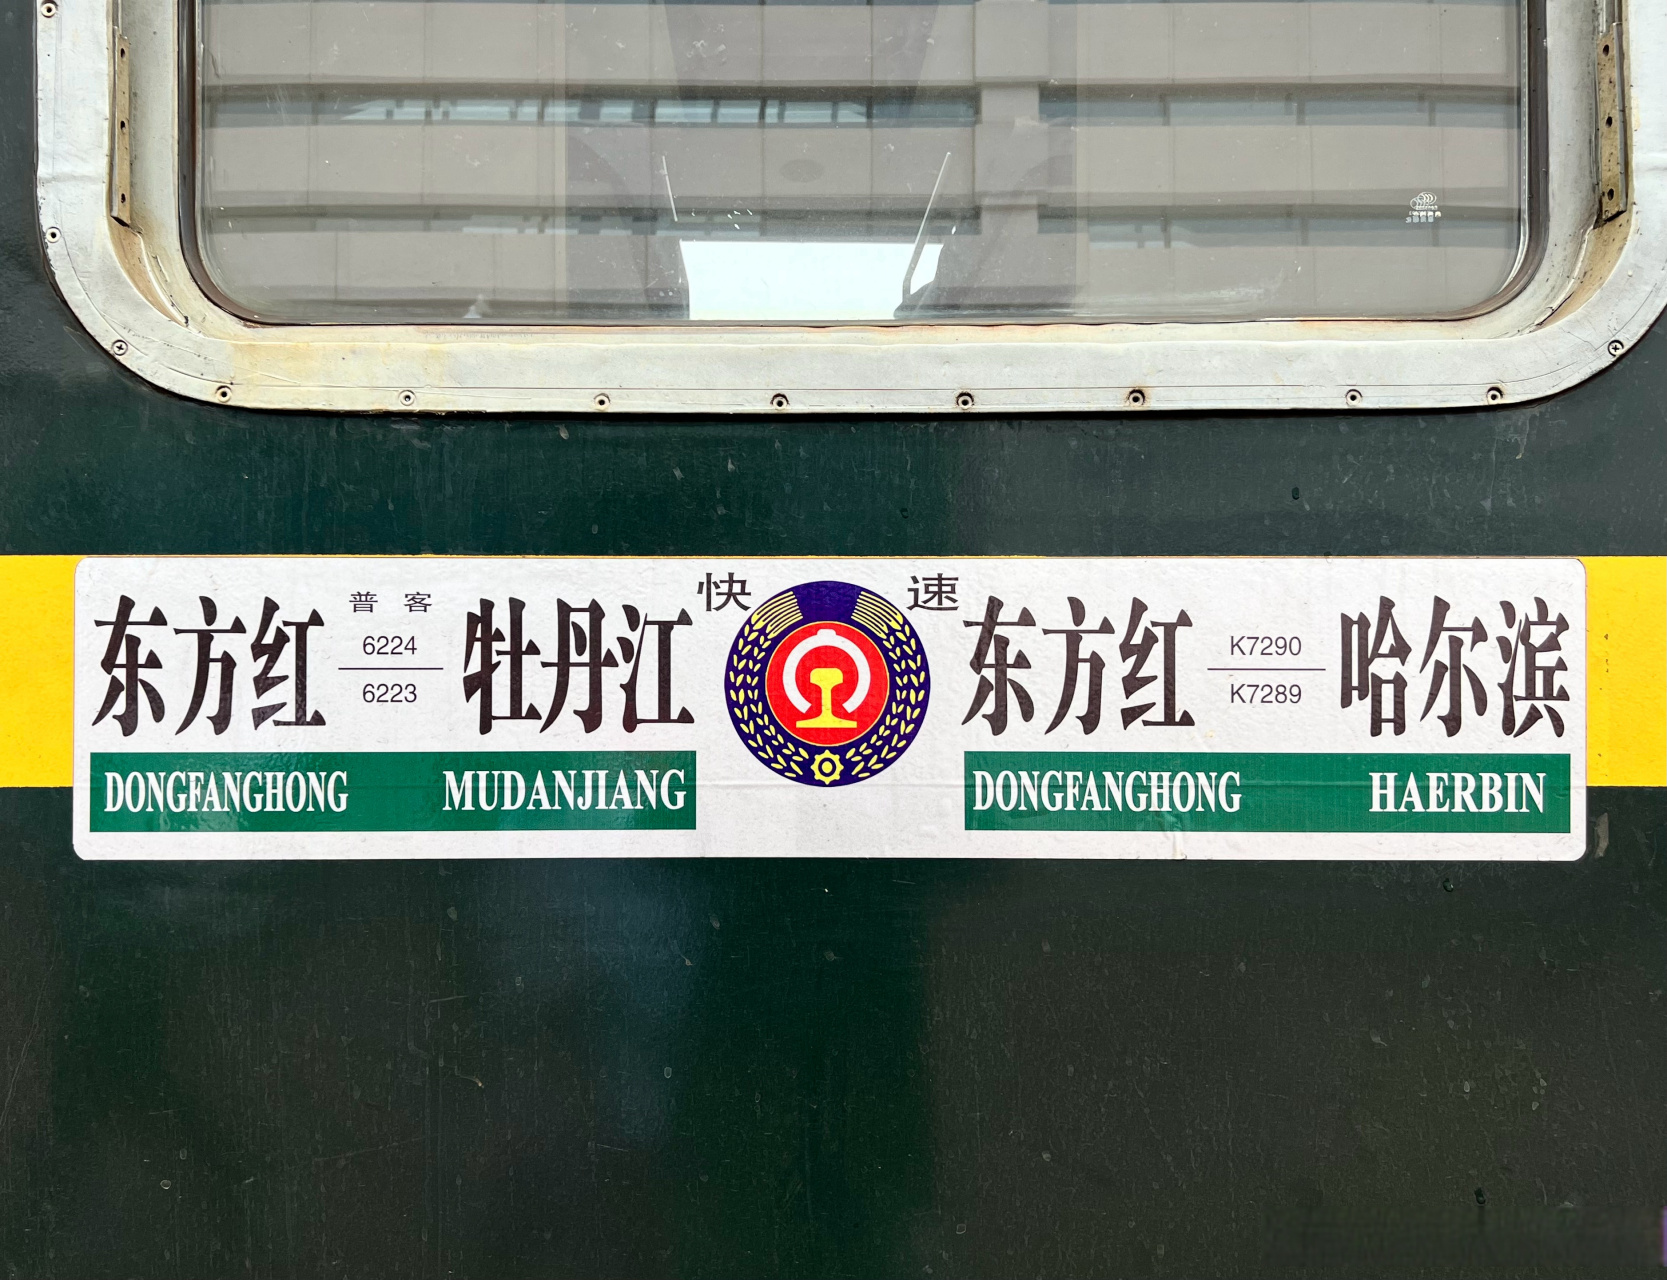 快 速
东方红 普客 6224 牡丹江
6223
DONGFANGHONG MUDANJIANG
东方红 K7290 哈尔滨
K7289
DONGFANGHONG HAERBIN